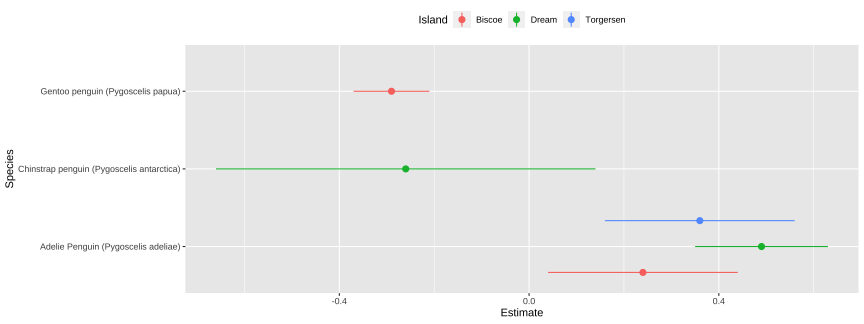 Island Biscoe Dream Torgersen
Gentoo penguin (Pygoscelis papua)
Chinstrap penguin (Pygoscelis antarctica)
Adelie Penguin (Pygoscelis adeliae)
Species
-0.4 0.0 0.4
Estimate